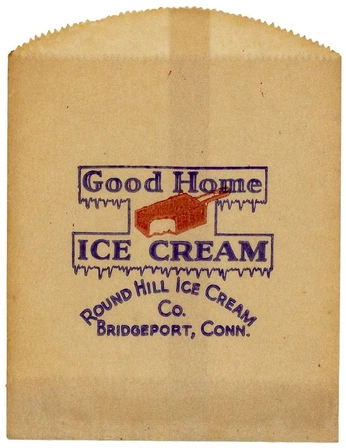 Good Home
ICE CREAM
ROUND HILL ICE CREAM
CO.
BRIDGEPORT, CONN.